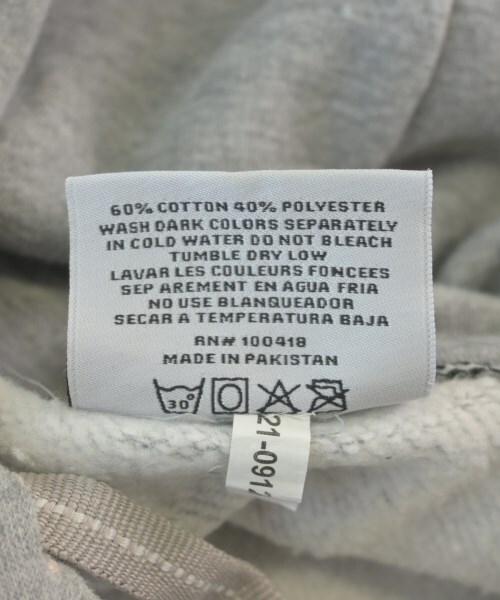 60% COTTON 40% POLYESTER
WASH DARK COLORS SEPARATELY
IN COLD WATER DO NOT BLEACH
TUMBLE DRY LOW
LAVAR LES COULEURS FONCEES
SEP AREMENT EN AGUA FRIA
NO USE BLANQUEADOR
SECAR A TEMPERATURA BAJA
RN# 100418
MADE IN PAKISTAN
30°
21-091